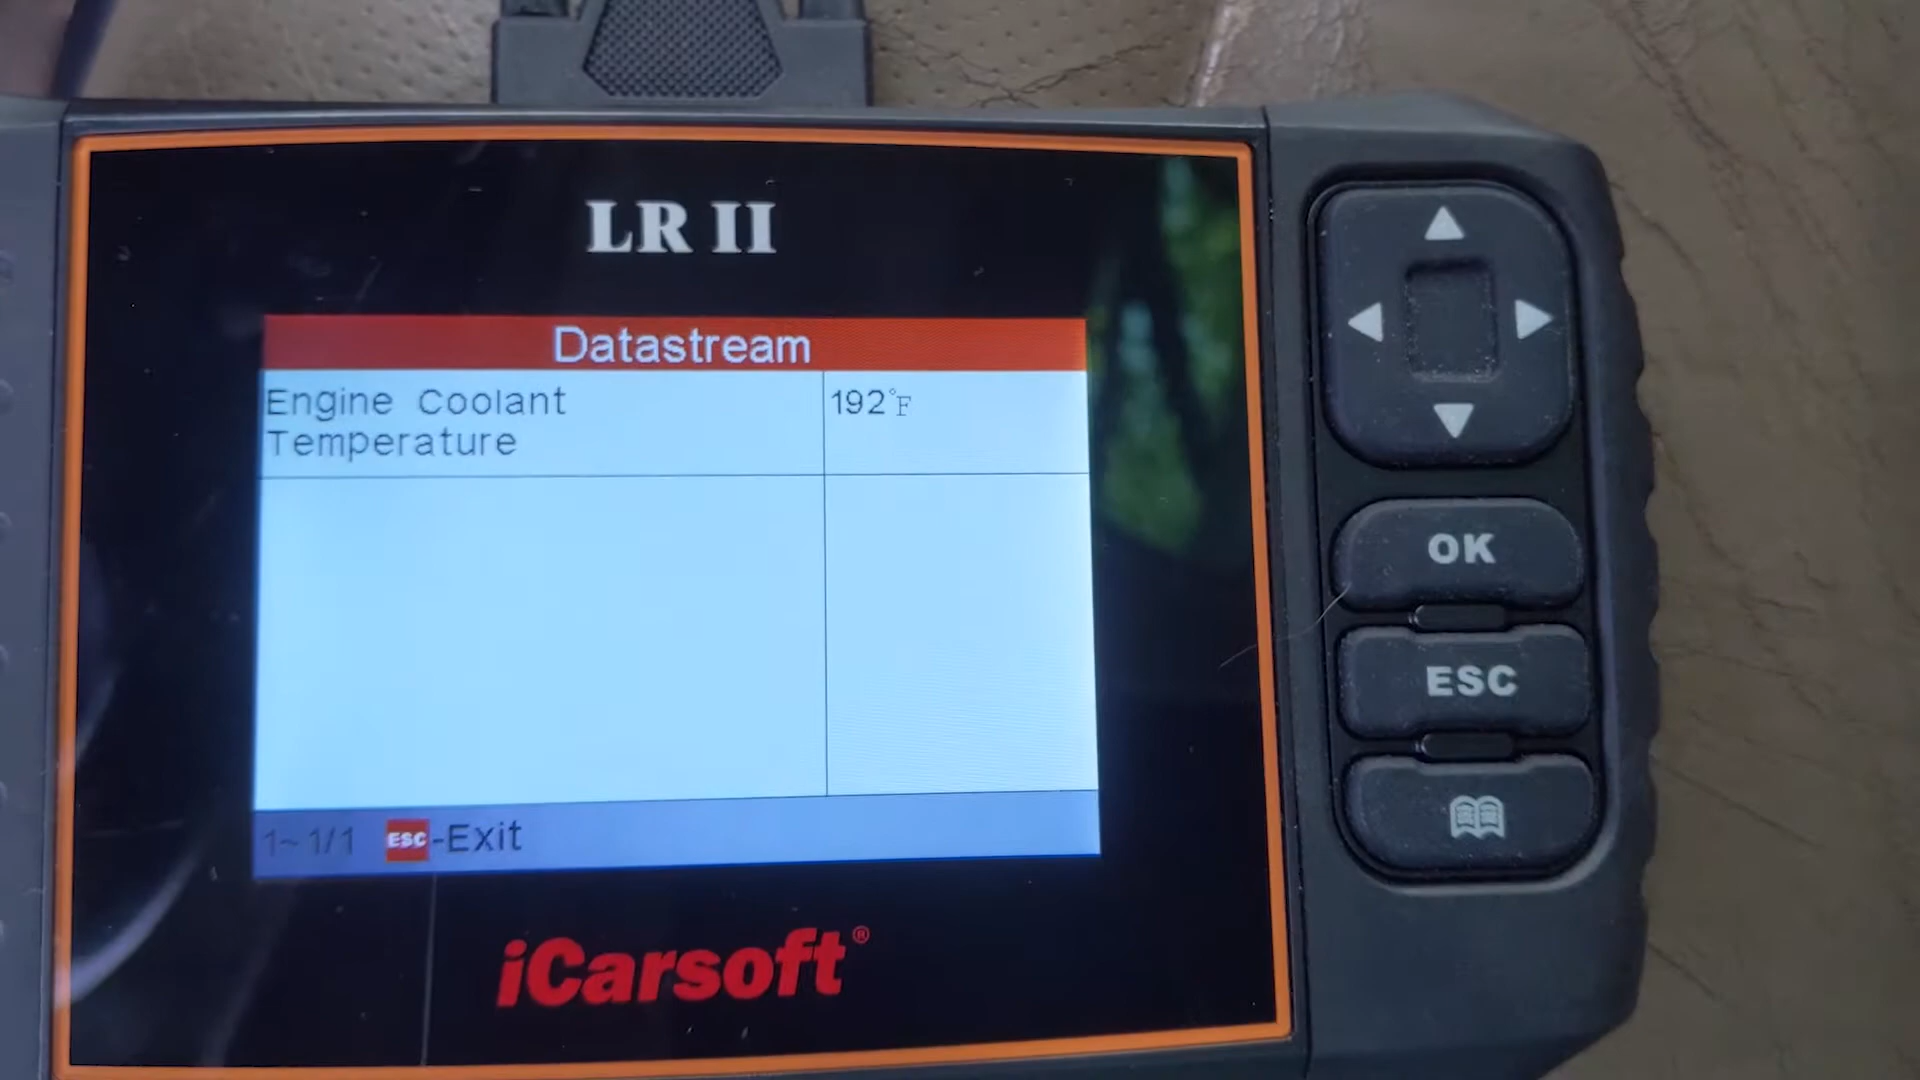 LR II
Datastream
Engine Coolant
Temperature
192°F
1~1/1 ESC-Exit
iCarsoft®
OK
ESC